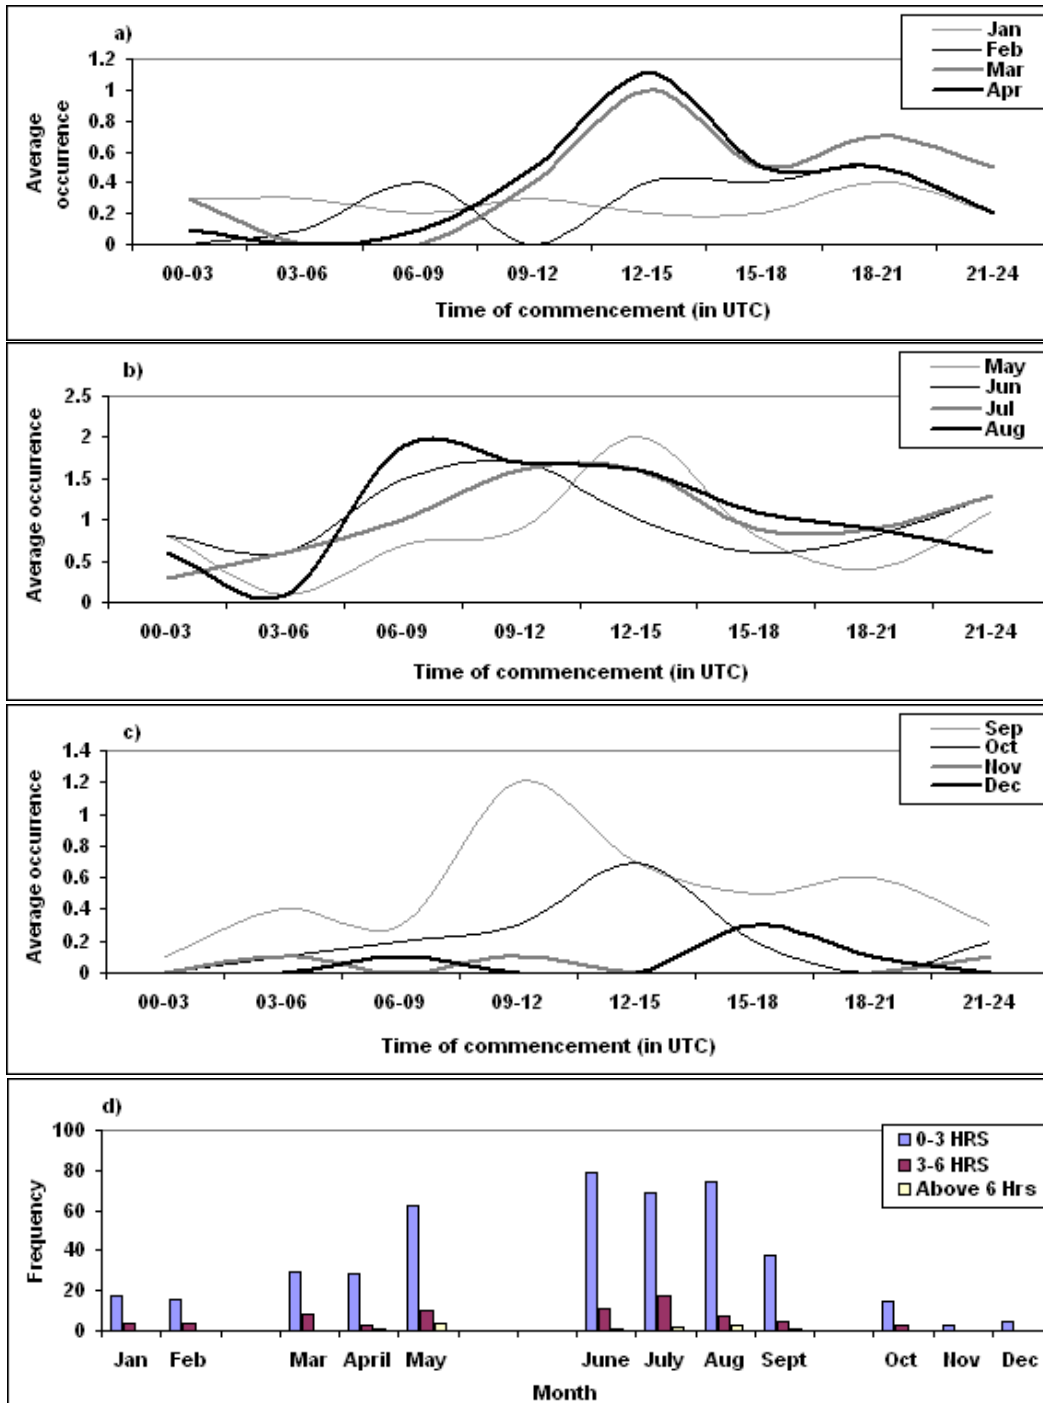 a)
Jan
Feb
Mar
Apr
Average
occurrence
1.2
1
0.8
0.6
0.4
0.2
0
00-03 03-06 06-09 09-12 12-15 15-18 18-21 21-24
Time of commencement (in UTC)
b)
May
Jun
Jul
Aug
Average occurrence
2.5
2
1.5
1
0.5
0
00-03 03-06 06-09 09-12 12-15 15-18 18-21 21-24
Time of commencement (in UTC)
c)
Sep
Oct
Nov
Dec
Average occurrence
1.4
1.2
1
0.8
0.6
0.4
0.2
0
00-03 03-06 06-09 09-12 12-15 15-18 18-21 21-24
Time of commencement (in UTC)
d)
0-3 HRS
3-6 HRS
Above 6 Hrs
Frequency
100
80
60
40
20
0
Jan Feb Mar April May June July Aug Sept Oct Nov Dec
Month